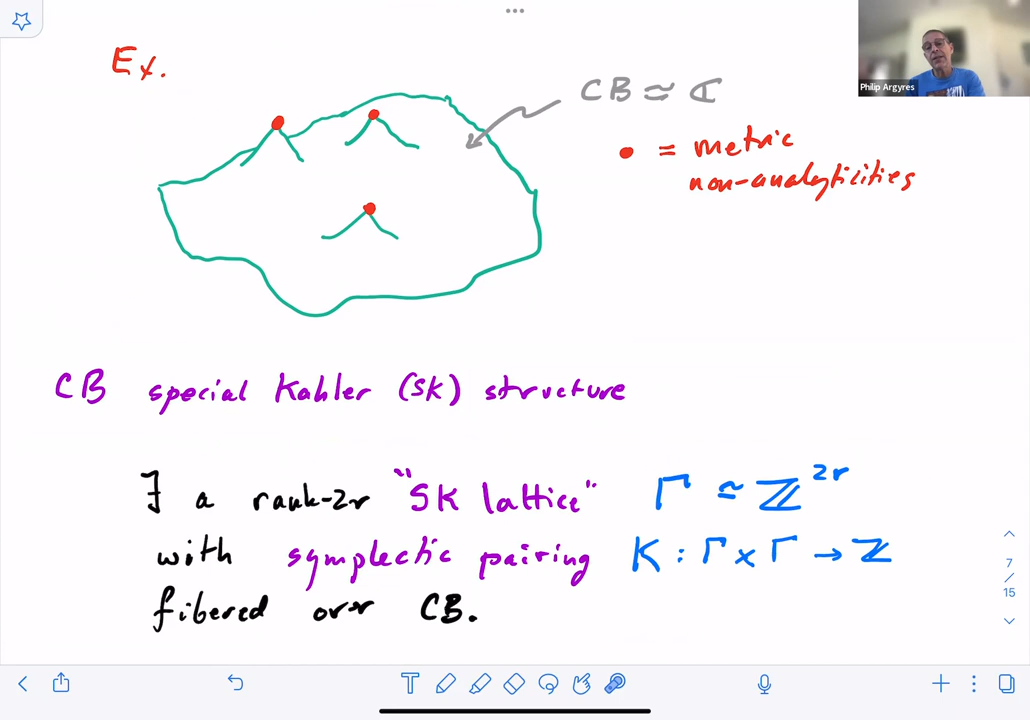 Ex.
CB ≃ ℂ
Philip Argyres
• = metric
non-analyticities
CB special Kahler (SK) structure
∃ a rank-2r "SK lattice" Γ ≃ ℤ^{2r}
with symplectic pairing K : Γ × Γ → ℤ
fibered over CB.
7
/
15
T